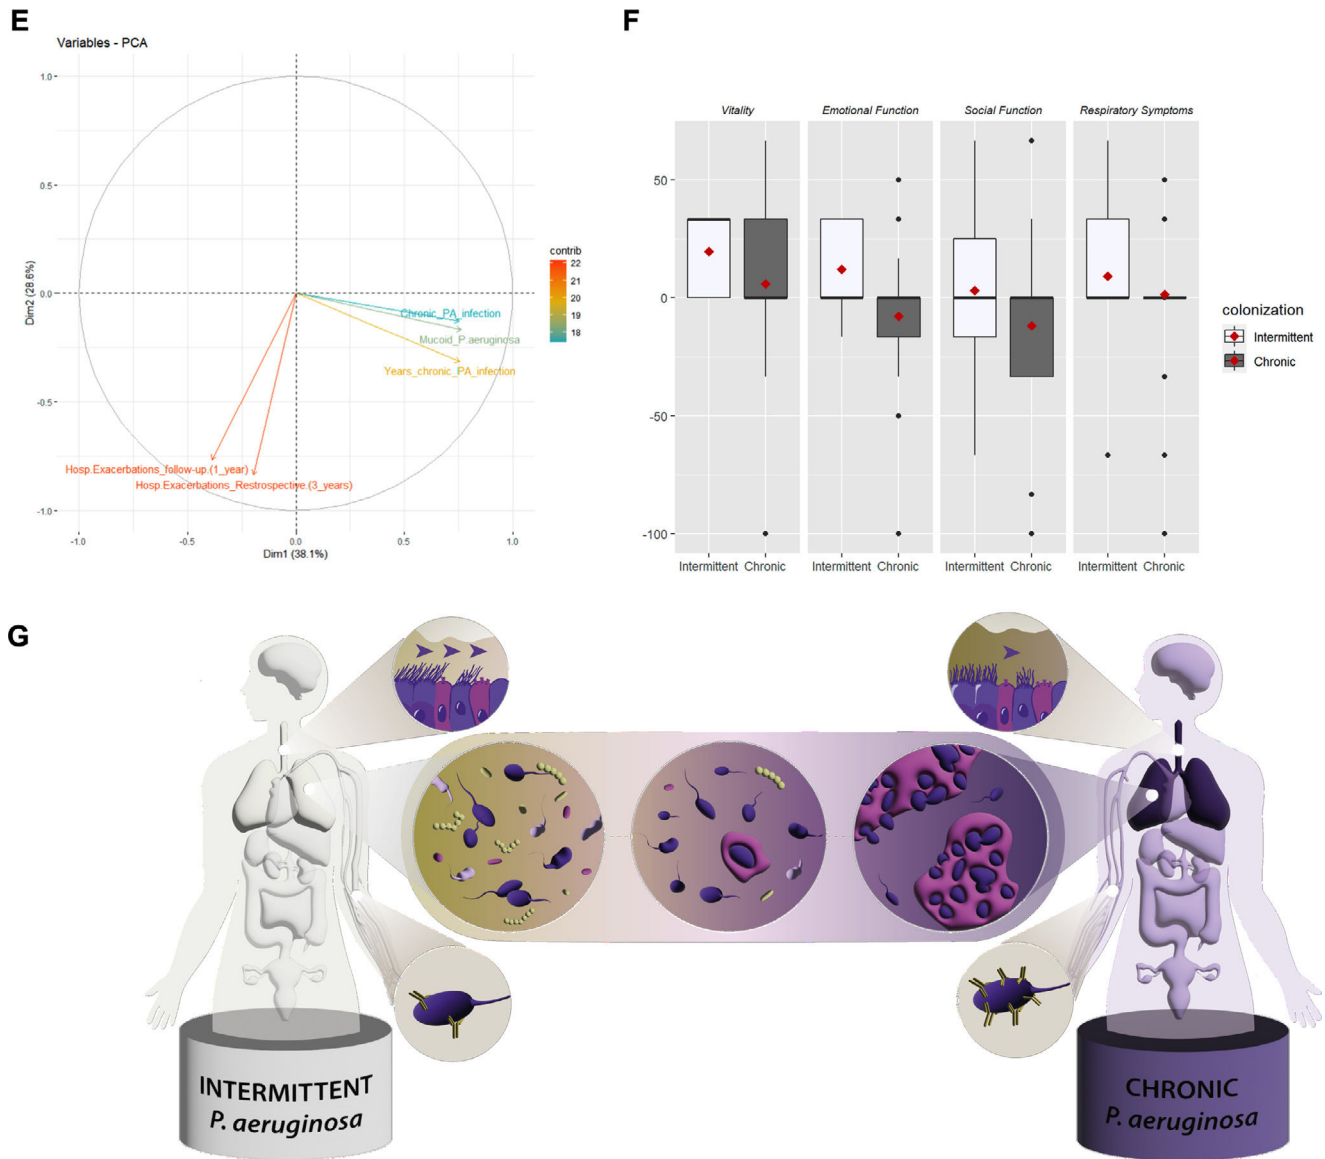 E
Variables - PCA
1.0
0.5
0.0
-0.5
-1.0
Dim2 (28.6%)
-1.0
-0.5
0.0
0.5
1.0
Dim1 (38.1%)
Chronic_PA_infection
Mucoid_P.aeruginosa
Years_chronic_PA_infection
Hosp.Exacerbations_follow-up.(1_year)
Hosp.Exacerbations_Restrospective.(3_years)
contrib
22
21
20
19
18
F
Vitality
Emotional Function
Social Function
Respiratory Symptoms
50
0
-50
-100
Intermittent Chronic
Intermittent Chronic
Intermittent Chronic
Intermittent Chronic
colonization
Intermittent
Chronic
G
INTERMITTENT
P. aeruginosa
CHRONIC
P. aeruginosa